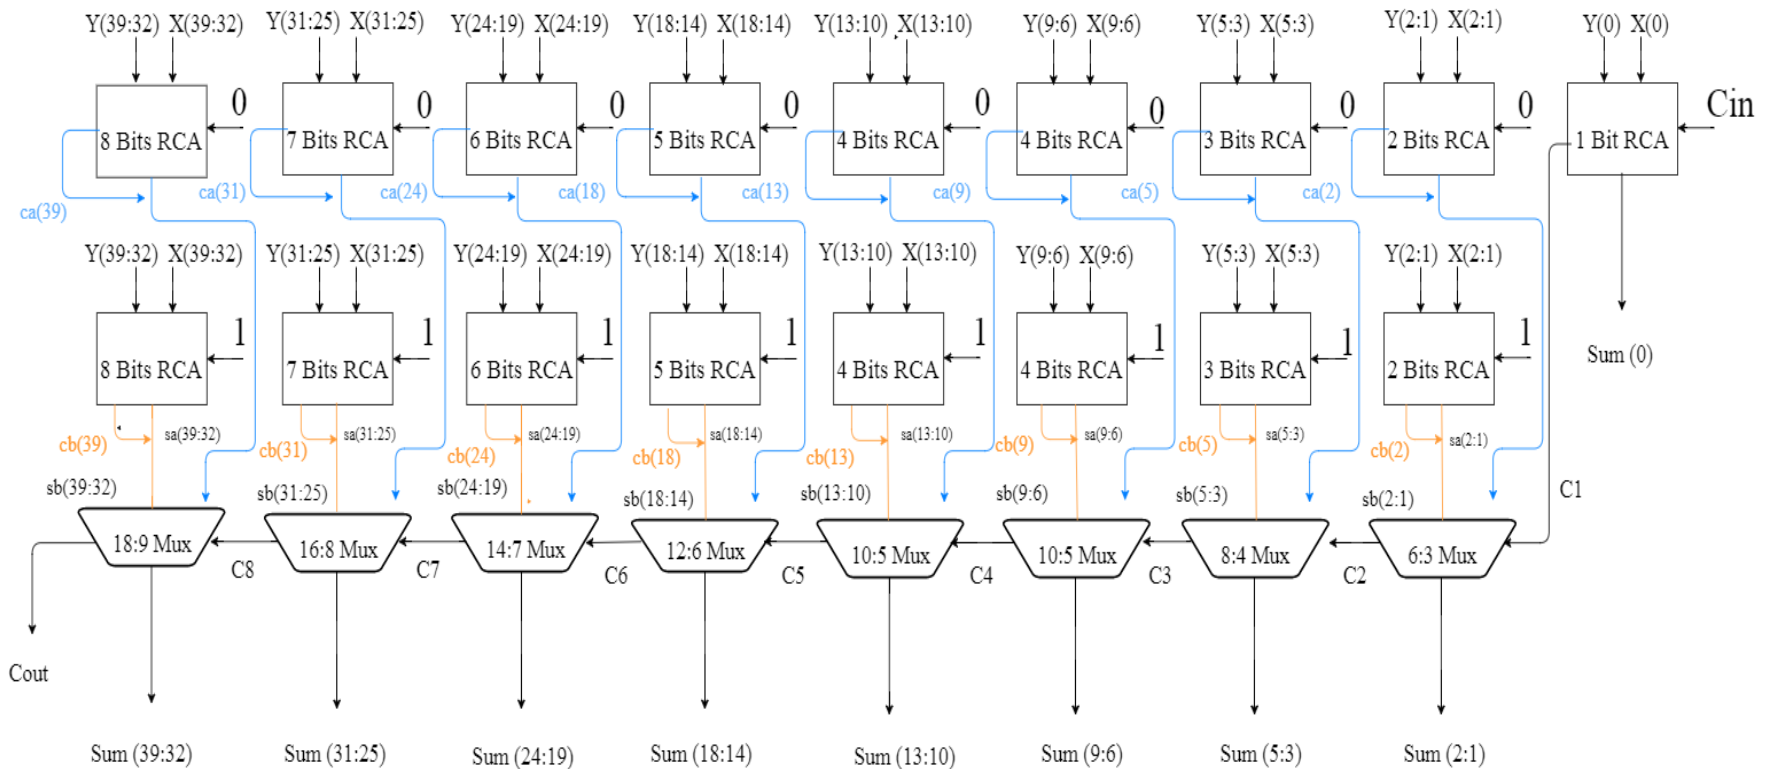 Y(39:32) X(39:32) Y(31:25) X(31:25) Y(24:19) X(24:19) Y(18:14) X(18:14) Y(13:10) X(13:10) Y(9:6) X(9:6) Y(5:3) X(5:3) Y(2:1) X(2:1) Y(0) X(0)
0 0 0 0 0 0 0 0 Cin
8 Bits RCA 7 Bits RCA 6 Bits RCA 5 Bits RCA 4 Bits RCA 4 Bits RCA 3 Bits RCA 2 Bits RCA 1 Bit RCA
ca(39) ca(31) ca(24) ca(18) ca(13) ca(9) ca(5) ca(2)
Y(39:32) X(39:32) Y(31:25) X(31:25) Y(24:19) X(24:19) Y(18:14) X(18:14) Y(13:10) X(13:10) Y(9:6) X(9:6) Y(5:3) X(5:3) Y(2:1) X(2:1)
1 1 1 1 1 1 1 1
8 Bits RCA 7 Bits RCA 6 Bits RCA 5 Bits RCA 4 Bits RCA 4 Bits RCA 3 Bits RCA 2 Bits RCA Sum (0)
cb(39) sa(39:32) cb(31) sa(31:25) cb(24) sa(24:19) cb(18) sa(18:14) cb(13) sa(13:10) cb(9) sa(9:6) cb(5) sa(5:3) cb(2) sa(2:1)
sb(39:32) sb(31:25) sb(24:19) sb(18:14) sb(13:10) sb(9:6) sb(5:3) sb(2:1) C1
18:9 Mux 16:8 Mux 14:7 Mux 12:6 Mux 10:5 Mux 10:5 Mux 8:4 Mux 6:3 Mux
C8 C7 C6 C5 C4 C3 C2
Cout
Sum (39:32) Sum (31:25) Sum (24:19) Sum (18:14) Sum (13:10) Sum (9:6) Sum (5:3) Sum (2:1)